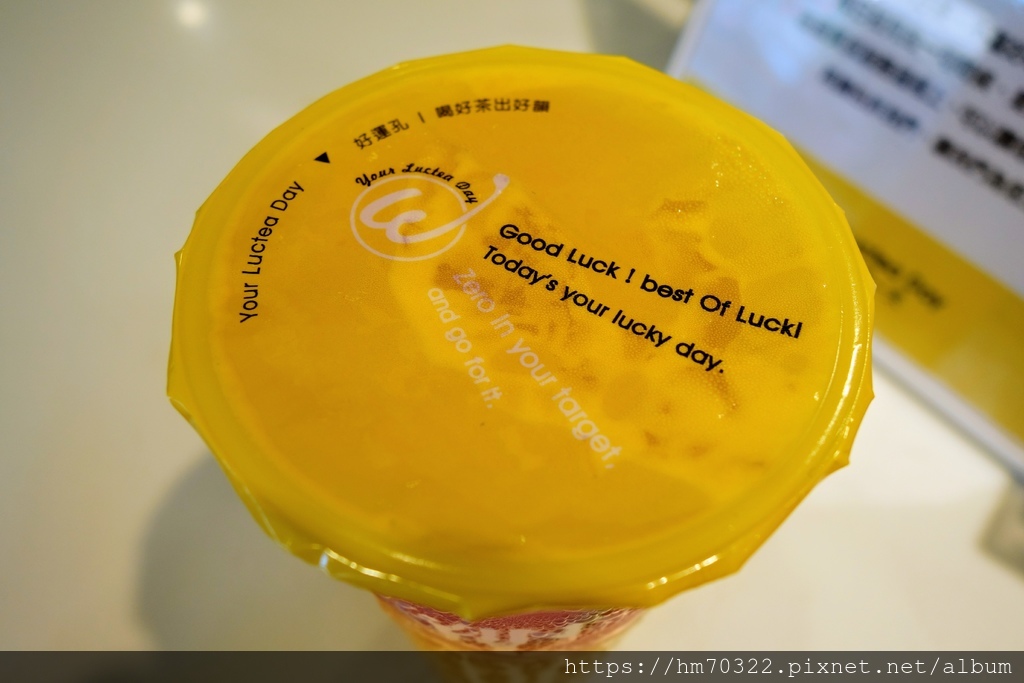 好運孔 | 喝好茶出好韻
Your Luctea Day
Your Luctea Day
Good Luck ! best Of Luck!
Today's your lucky day.
Zero in your target,
and go for it.
https://hm70322.pixnet.net/album